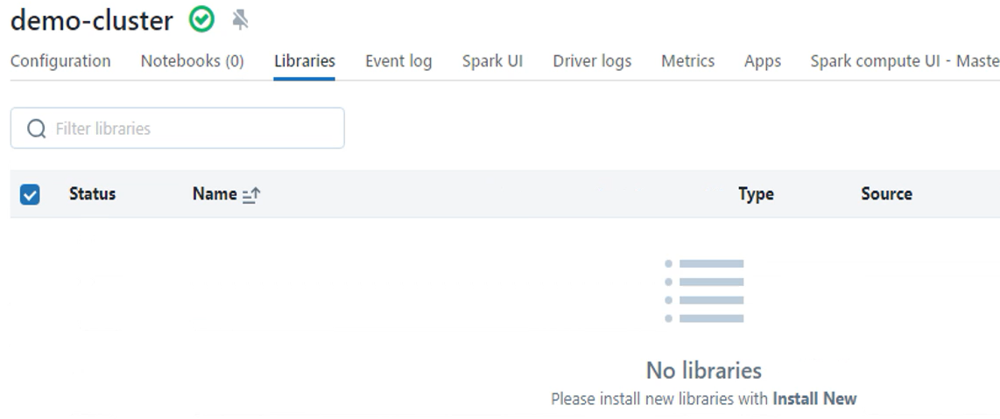 demo-cluster
Configuration Notebooks (0) Libraries Event log Spark UI Driver logs Metrics Apps Spark compute UI - Maste
Filter libraries
Status Name Type Source
No libraries
Please install new libraries with Install New